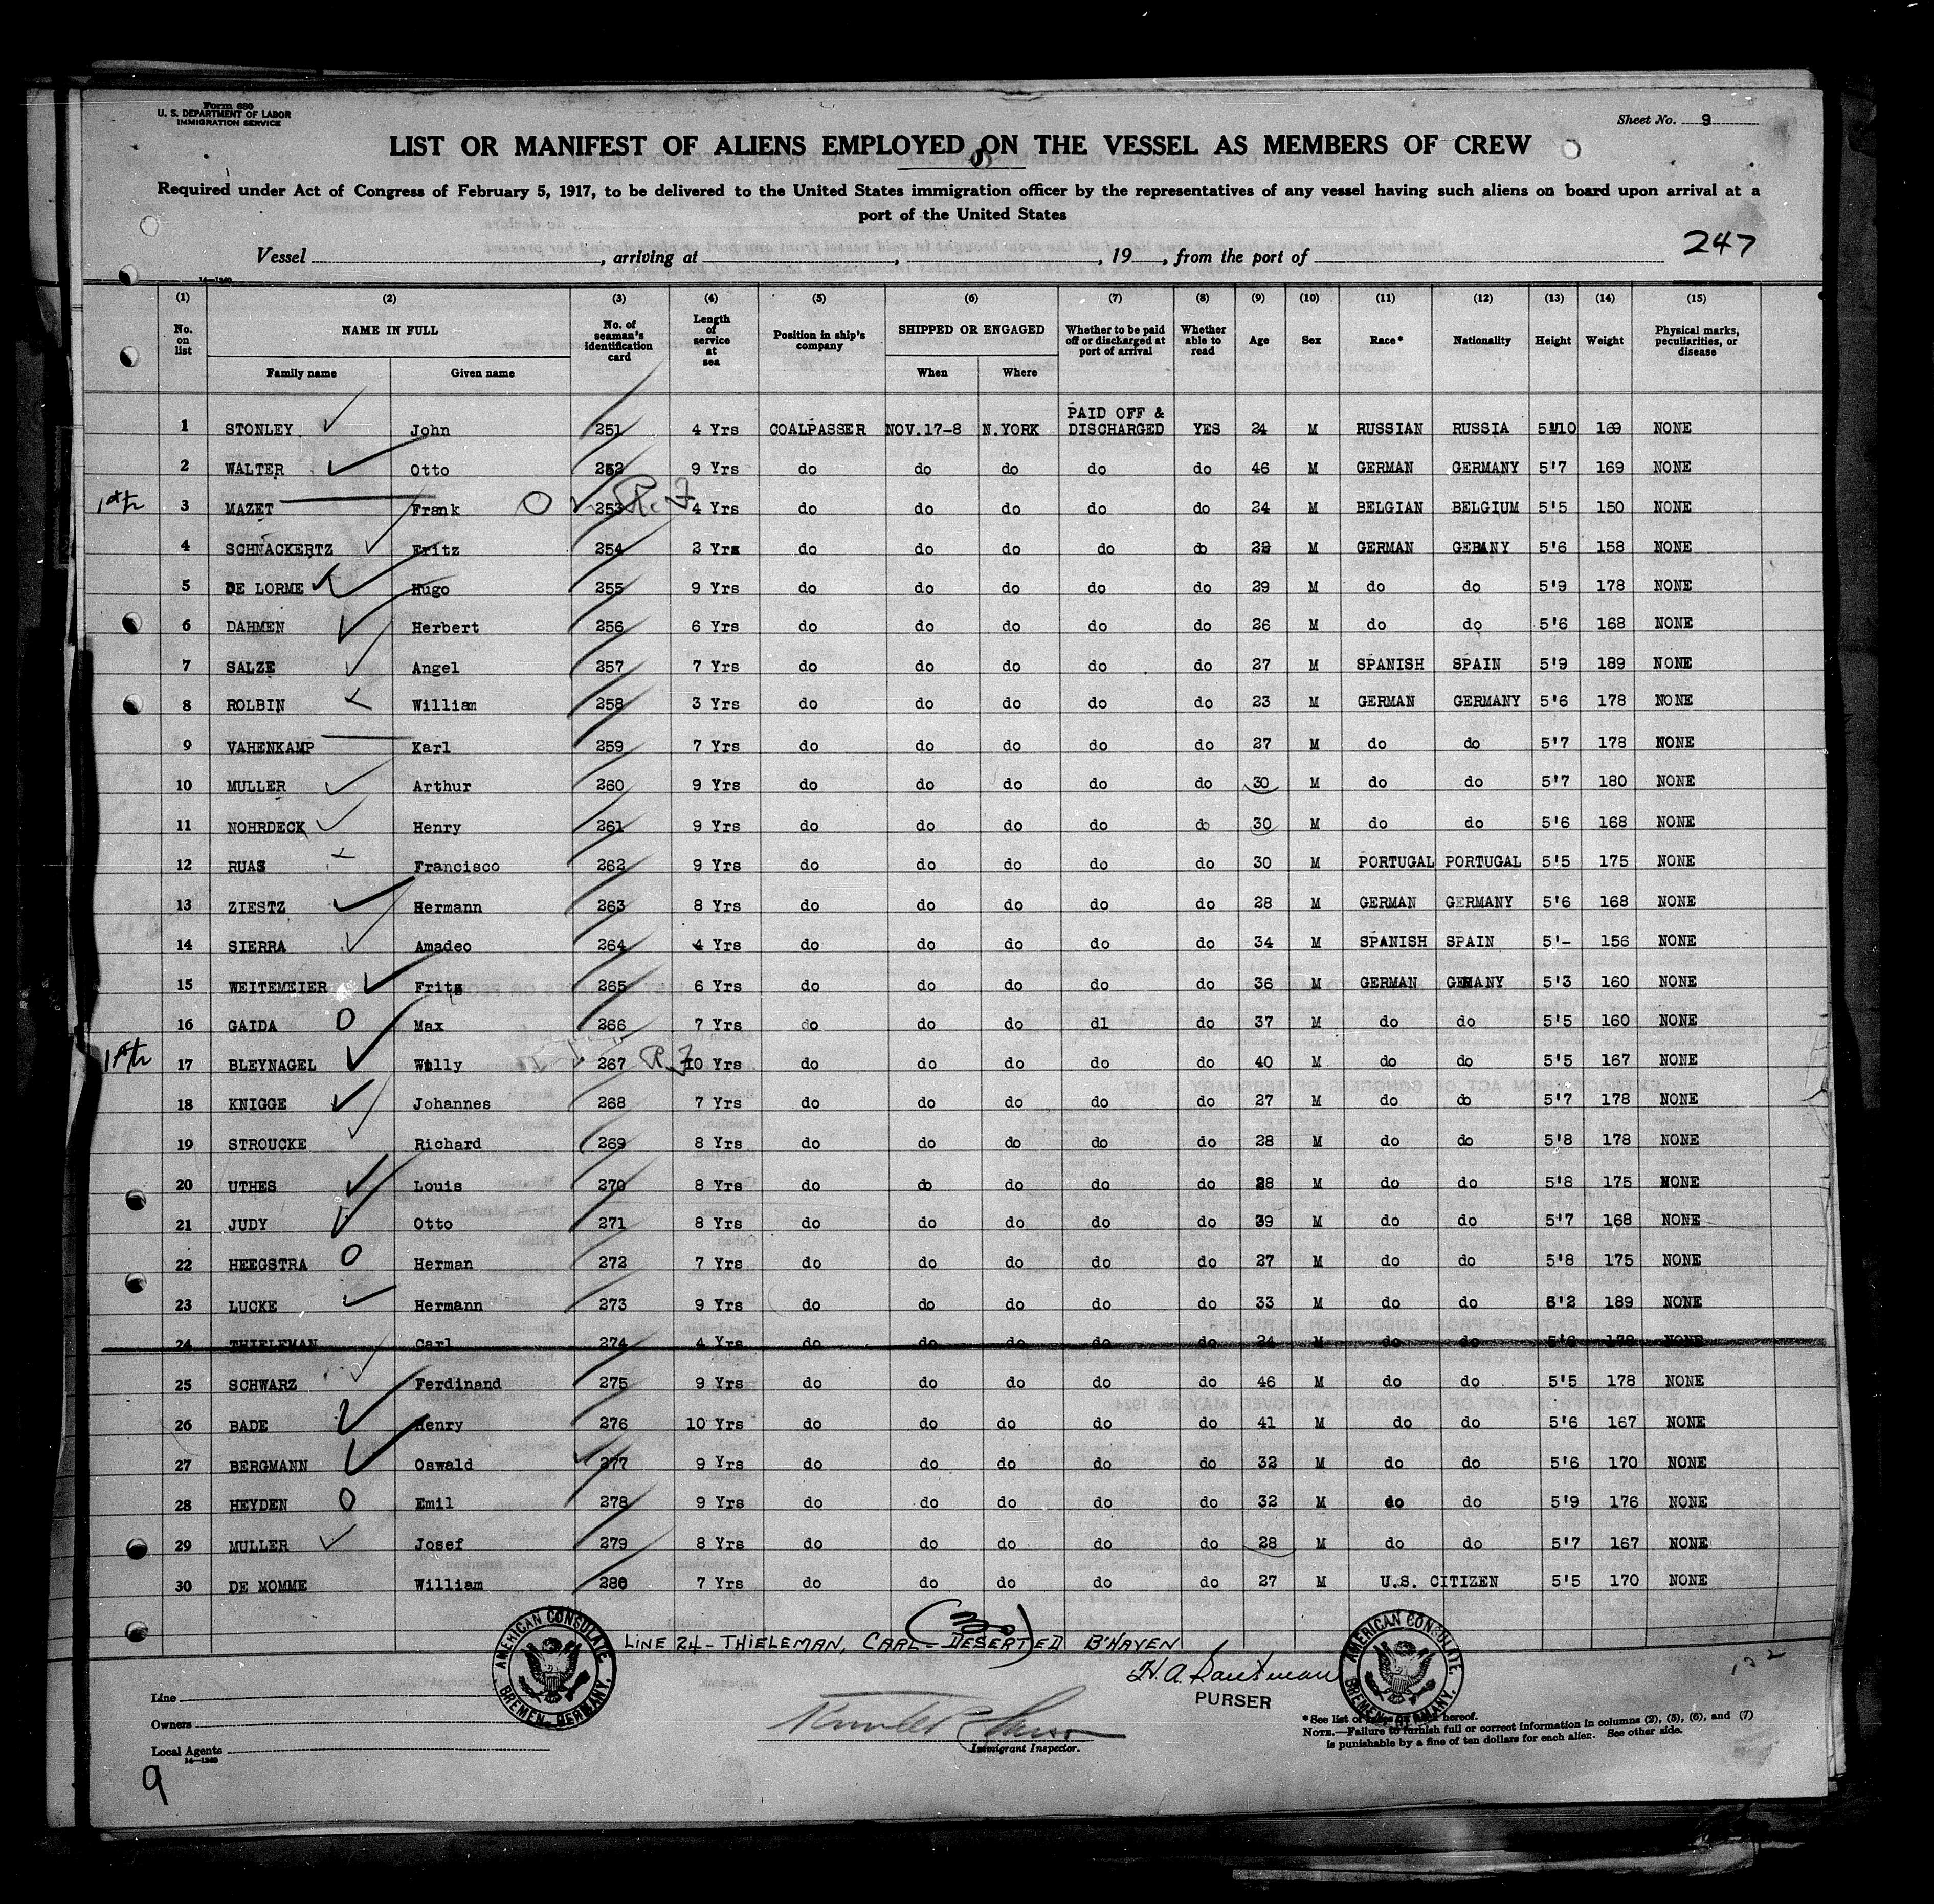 Form 680
U. S. DEPARTMENT OF LABOR
IMMIGRATION SERVICE
Sheet No. 9
LIST OR MANIFEST OF ALIENS EMPLOYED ON THE VESSEL AS MEMBERS OF CREW
Required under Act of Congress of February 5, 1917, to be delivered to the United States immigration officer by the representatives of any vessel having such aliens on board upon arrival at a
port of the United States
247
Vessel , arriving at , , 19 , from the port of
14—1240
(1) (2) (3) (4) (5) (6) (7) (8) (9) (10) (11) (12) (13) (14) (15)
No. on list NAME IN FULL No. of seaman's identification card Length of service at sea Position in ship's company SHIPPED OR ENGAGED Whether to be paid off or discharged at port of arrival Whether able to read Age Sex Race* Nationality Height Weight Physical marks, peculiarities, or disease
Family name Given name When Where
1 STONLEY John 251 4 Yrs COALPASSER NOV.17-8 N.YORK PAID OFF & DISCHARGED YES 24 M RUSSIAN RUSSIA 5'10 169 NONE
2 WALTER Otto 252 9 Yrs do do do do do 46 M GERMAN GERMANY 5'7 169 NONE
3 MAZET Frank 253 R.F 4 Yrs do do do do do 24 M BELGIAN BELGIUM 5'5 150 NONE
4 SCHNACKERTZ Fritz 254 2 Yrs do do do do do 28 M GERMAN GERMANY 5'6 158 NONE
5 DE LORME Hugo 255 9 Yrs do do do do do 29 M do do 5'9 178 NONE
6 DAHMEN Herbert 256 6 Yrs do do do do do 26 M do do 5'6 168 NONE
7 SALZE Angel 257 7 Yrs do do do do do 27 M SPANISH SPAIN 5'9 189 NONE
8 ROLBIN William 258 3 Yrs do do do do do 23 M GERMAN GERMANY 5'6 178 NONE
9 VAHENKAMP Karl 259 7 Yrs do do do do do 27 M do do 5'7 178 NONE
10 MULLER Arthur 260 9 Yrs do do do do do 30 M do do 5'7 180 NONE
11 NOHRDECK Henry 261 9 Yrs do do do do do 30 M do do 5'6 168 NONE
12 RUAS Francisco 262 9 Yrs do do do do do 30 M PORTUGAL PORTUGAL 5'5 175 NONE
13 ZIESTZ Hermann 263 8 Yrs do do do do do 28 M GERMAN GERMANY 5'6 168 NONE
14 SIERRA Amadeo 264 4 Yrs do do do do do 34 M SPANISH SPAIN 5'- 156 NONE
15 WEITEMEIER Fritz 265 6 Yrs do do do do do 36 M GERMAN GERMANY 5'3 160 NONE
16 GAIDA Max 266 7 Yrs do do do d1 do 37 M do do 5'5 160 NONE
17 BLEYNAGEL Willy 267 R.F 10 Yrs do do do do do 40 M do do 5'5 167 NONE
18 KNIGGE Johannes 268 7 Yrs do do do do do 27 M do do 5'7 178 NONE
19 STROUCKE Richard 269 8 Yrs do do do do do 28 M do do 5'8 178 NONE
20 UTHES Louis 270 8 Yrs do do do do do 28 M do do 5'8 175 NONE
21 JUDY Otto 271 8 Yrs do do do do do 39 M do do 5'7 168 NONE
22 HEEGSTRA Herman 272 7 Yrs do do do do do 27 M do do 5'8 175 NONE
23 LUCKE Hermann 273 9 Yrs do do do do do 33 M do do 6'2 189 NONE
24 THIELEMAN Carl 274 4 Yrs do do do do do 24 M do do 5'6 178 NONE
25 SCHWARZ Ferdinand 275 9 Yrs do do do do do 46 M do do 5'5 178 NONE
26 BADE Henry 276 10 Yrs do do do do do 41 M do do 5'6 167 NONE
27 BERGMANN Oswald 277 9 Yrs do do do do do 32 M do do 5'6 170 NONE
28 HEYDEN Emil 278 9 Yrs do do do do do 32 M do do 5'9 176 NONE
29 MULLER Josef 279 8 Yrs do do do do do 28 M do do 5'7 167 NONE
30 DE MOMME William 280 7 Yrs do do do do do 27 M U.S. CITIZEN 5'5 170 NONE
(30)
LINE 24 - THIELEMAN, CARL - DESERTED B'HAVEN
AMERICAN CONSULATE, BREMEN, GERMANY.
AMERICAN CONSULATE, BREMEN, GERMANY.
PURSER
Line
Owners
Local Agents
14—1240
Immigrant Inspector.
*See list of races on back hereof.
NOTE.—Failure to furnish full or correct information in columns (2), (5), (6), and (7)
is punishable by a fine of ten dollars for each alien. See other side.
9